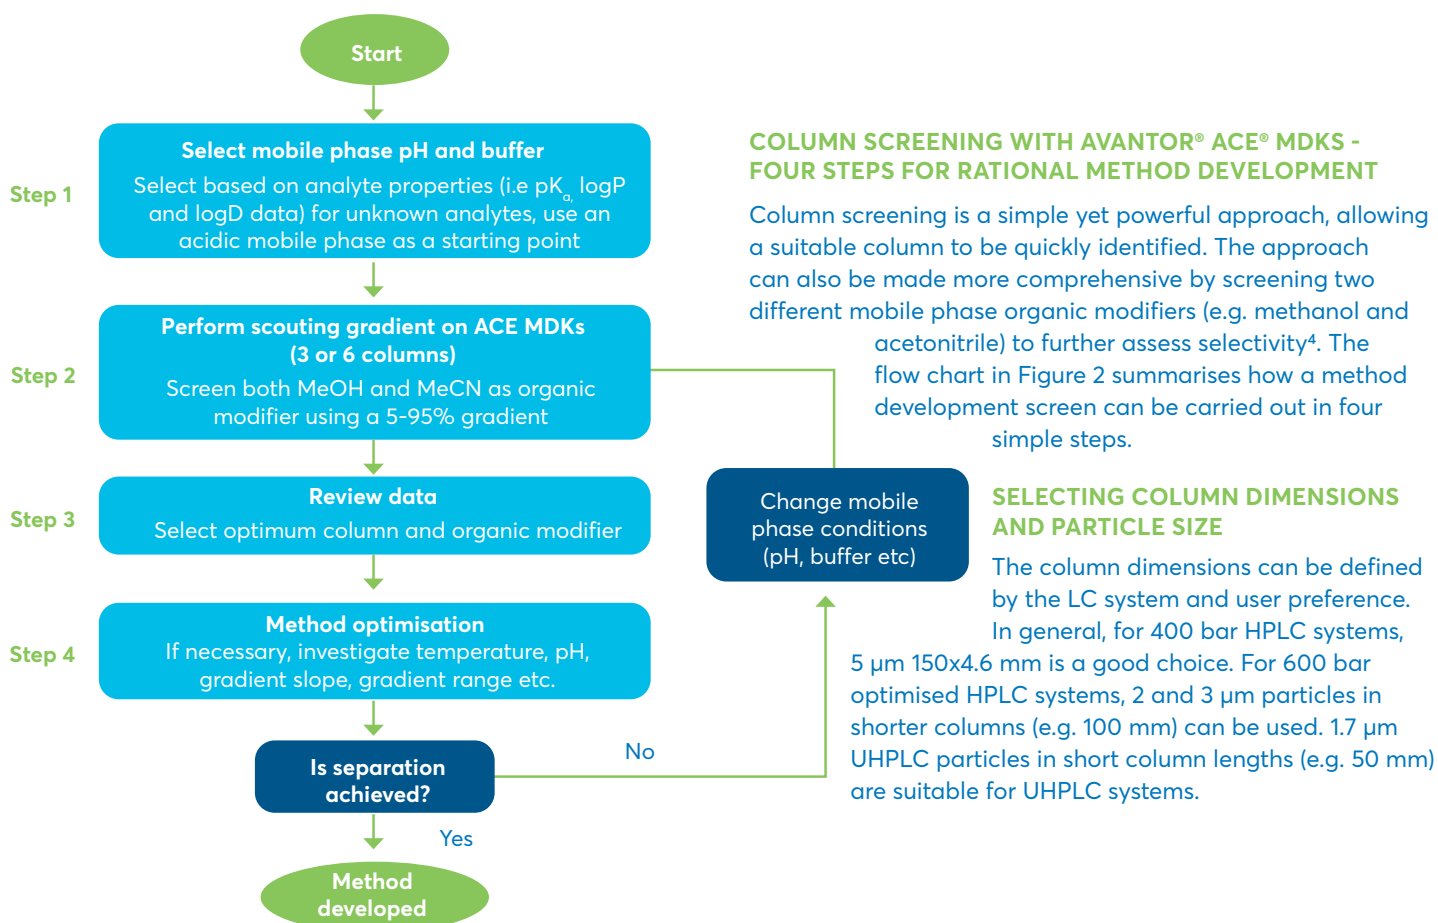 Start
Step 1
Select mobile phase pH and buffer
Select based on analyte properties (i.e pKa, logP
and logD data) for unknown analytes, use an
acidic mobile phase as a starting point
Step 2
Perform scouting gradient on ACE MDKs
(3 or 6 columns)
Screen both MeOH and MeCN as organic
modifier using a 5-95% gradient
Step 3
Review data
Select optimum column and organic modifier
Step 4
Method optimisation
If necessary, investigate temperature, pH,
gradient slope, gradient range etc.
Is separation
achieved?
No
Yes
Method
developed
Change mobile
phase conditions
(pH, buffer etc)
COLUMN SCREENING WITH AVANTOR® ACE® MDKS -
FOUR STEPS FOR RATIONAL METHOD DEVELOPMENT
Column screening is a simple yet powerful approach, allowing
a suitable column to be quickly identified. The approach
can also be made more comprehensive by screening two
different mobile phase organic modifiers (e.g. methanol and
acetonitrile) to further assess selectivity⁴. The
flow chart in Figure 2 summarises how a method
development screen can be carried out in four
simple steps.
SELECTING COLUMN DIMENSIONS
AND PARTICLE SIZE
The column dimensions can be defined
by the LC system and user preference.
In general, for 400 bar HPLC systems,
5 µm 150x4.6 mm is a good choice. For 600 bar
optimised HPLC systems, 2 and 3 µm particles in
shorter columns (e.g. 100 mm) can be used. 1.7 µm
UHPLC particles in short column lengths (e.g. 50 mm)
are suitable for UHPLC systems.